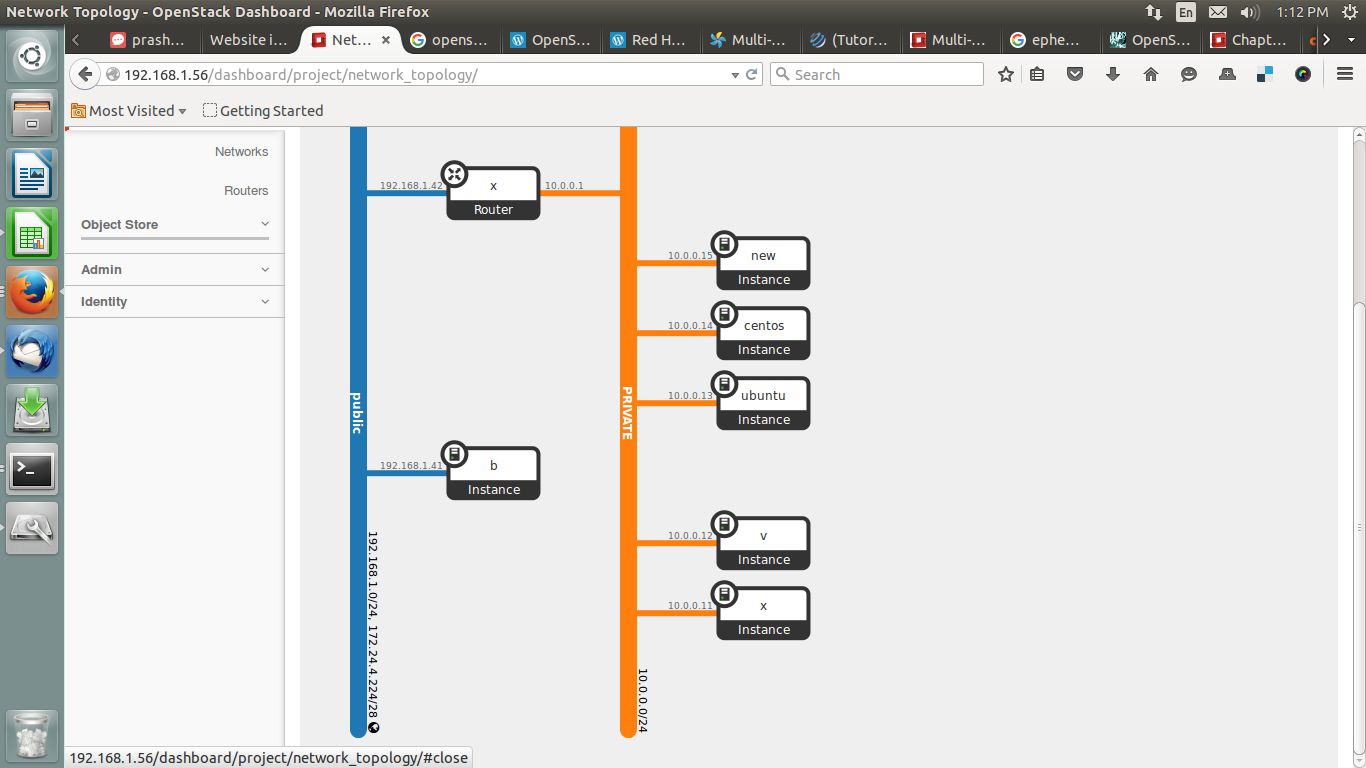 Network Topology - OpenStack Dashboard - Mozilla Firefox
En
1:12 PM
prash...
Website i...
Net...
opens...
OpenS...
Red H...
Multi-...
(Tutor...
Multi-...
ephe...
OpenS...
Chapt...
192.168.1.56/dashboard/project/network_topology/
Search
Most Visited
Getting Started
Networks
Routers
Object Store
Admin
Identity
192.168.1.42
x
Router
10.0.0.1
10.0.0.15
new
Instance
10.0.0.14
centos
Instance
public
PRIVATE
10.0.0.13
ubuntu
Instance
192.168.1.41
b
Instance
10.0.0.12
v
Instance
10.0.0.11
x
Instance
192.168.1.0/24, 172.24.4.224/28
10.0.0.0/24
192.168.1.56/dashboard/project/network_topology/#close